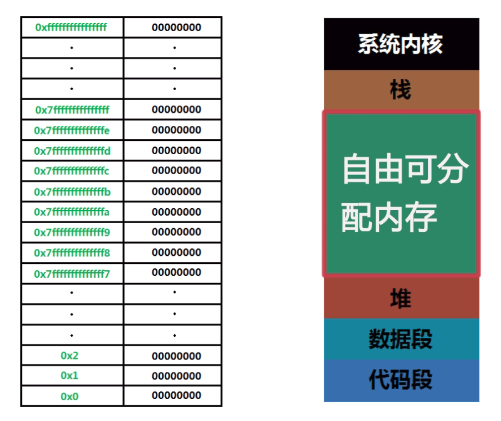 0xffffffffffffffff 00000000
. .
. .
. .
0x7fffffffffffffff 00000000
0x7ffffffffffffffe 00000000
0x7ffffffffffffffd 00000000
0x7ffffffffffffffc 00000000
0x7ffffffffffffffb 00000000
0x7ffffffffffffffa 00000000
0x7ffffffffffffff9 00000000
0x7ffffffffffffff8 00000000
0x7ffffffffffffff7 00000000
. .
. .
. .
0x2 00000000
0x1 00000000
0x0 00000000
系统内核
栈
自由可分
配内存
堆
数据段
代码段